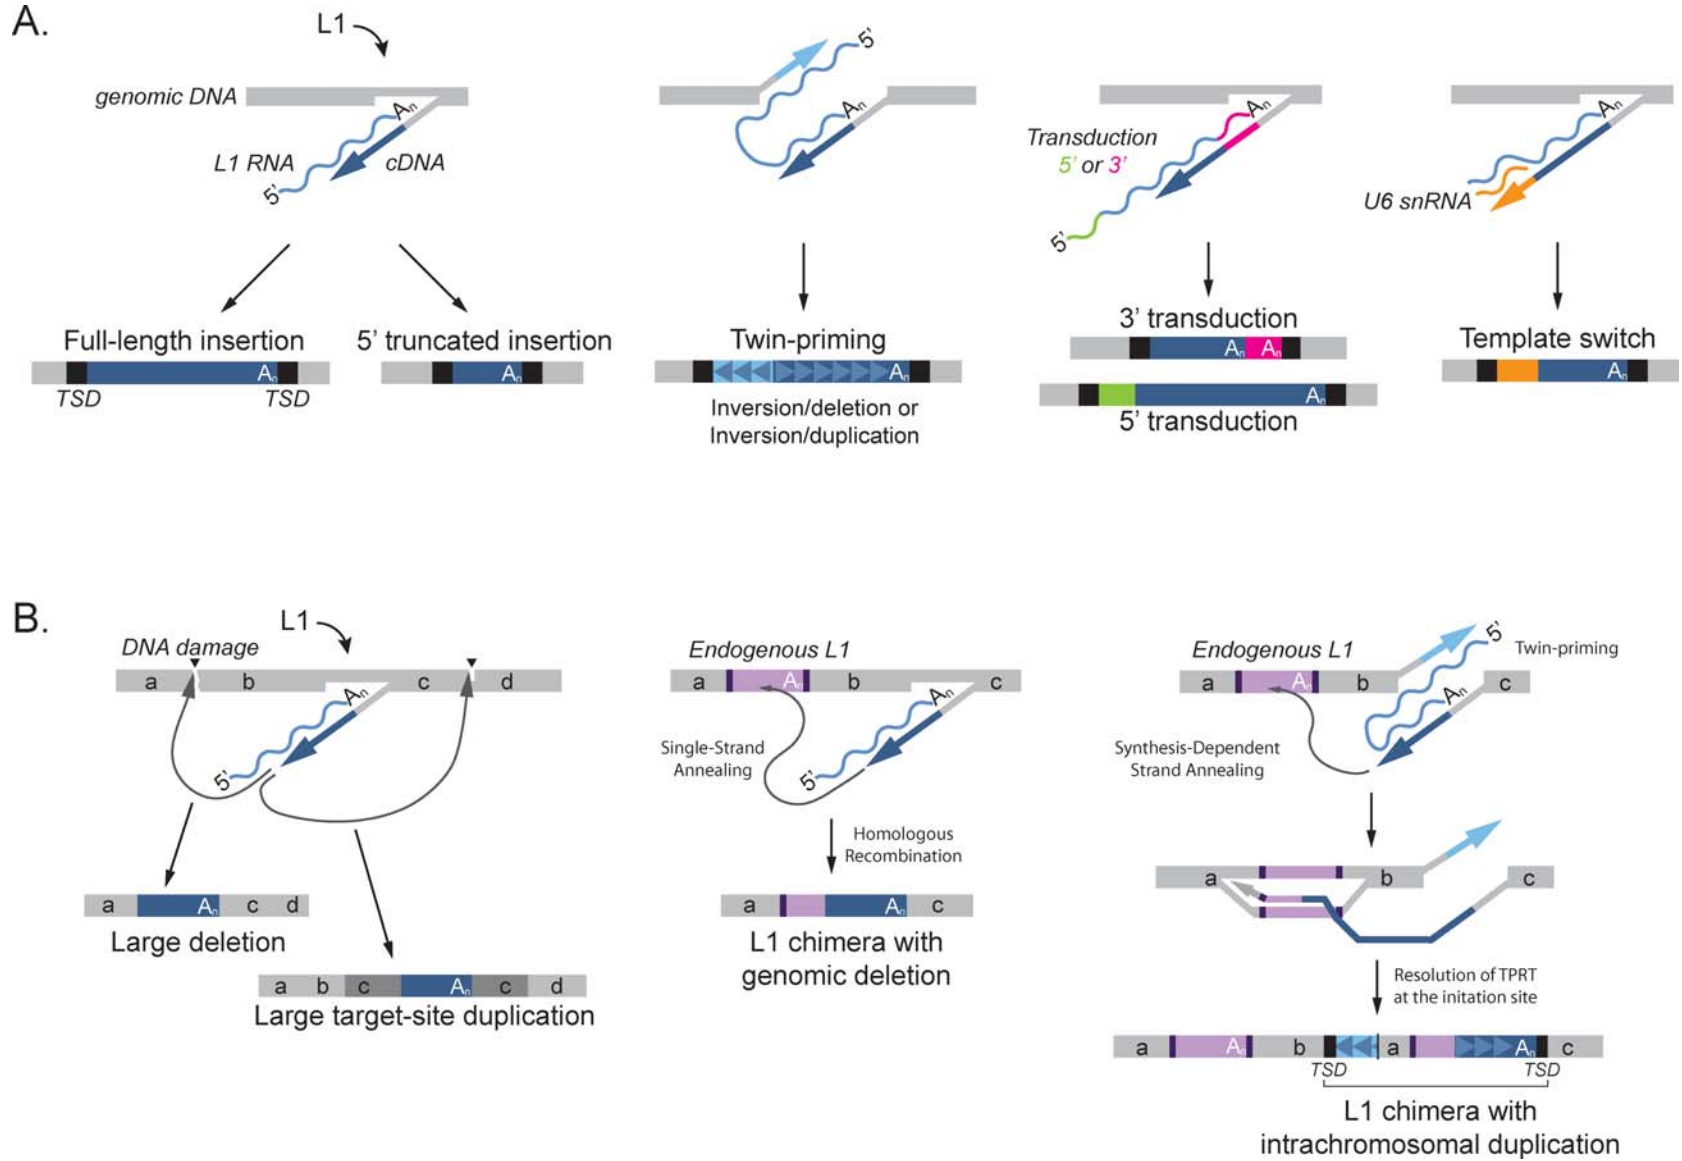 A.
L1
genomic DNA
An
L1 RNA
cDNA
5'
Full-length insertion
An
TSD
TSD
5' truncated insertion
An
5'
An
Twin-priming
An
Inversion/deletion or
Inversion/duplication
Transduction
5' or 3'
An
5'
3' transduction
An
An
An
5' transduction
An
U6 snRNA
Template switch
An
B.
L1
DNA damage
a
b
c
d
An
5'
a
An
c
d
Large deletion
a
b
c
An
c
d
Large target-site duplication
Endogenous L1
a
An
b
c
An
Single-Strand
Annealing
5'
Homologous
Recombination
a
An
c
L1 chimera with
genomic deletion
Endogenous L1
5'
Twin-priming
a
An
b
c
An
Synthesis-Dependent
Strand Annealing
a
b
c
Resolution of TPRT
at the initation site
a
An
b
a
An
c
TSD
TSD
L1 chimera with
intrachromosomal duplication